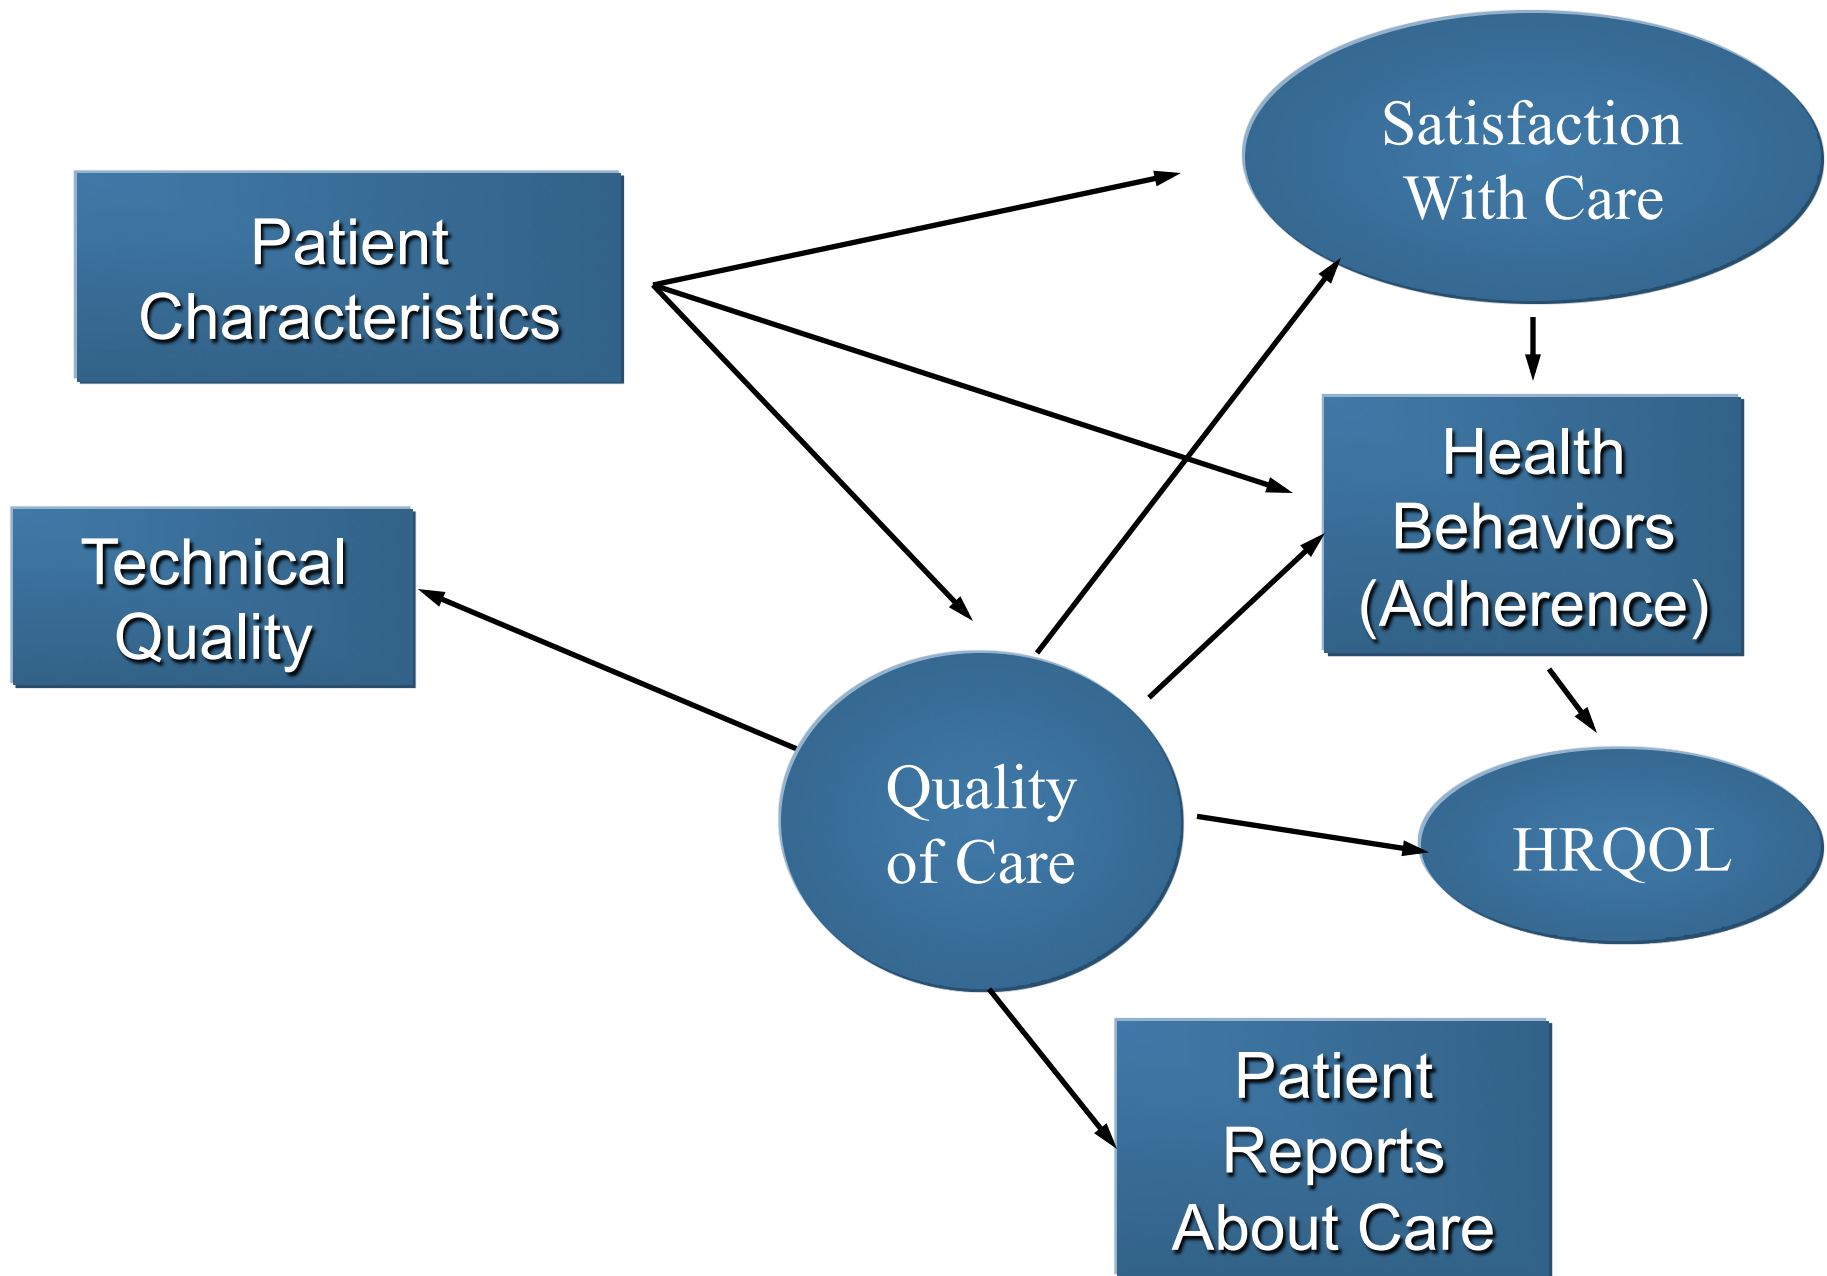 Satisfaction
With Care
Patient
Characteristics
Health
Behaviors
(Adherence)
Technical
Quality
Quality
of Care
HRQOL
Patient
Reports
About Care